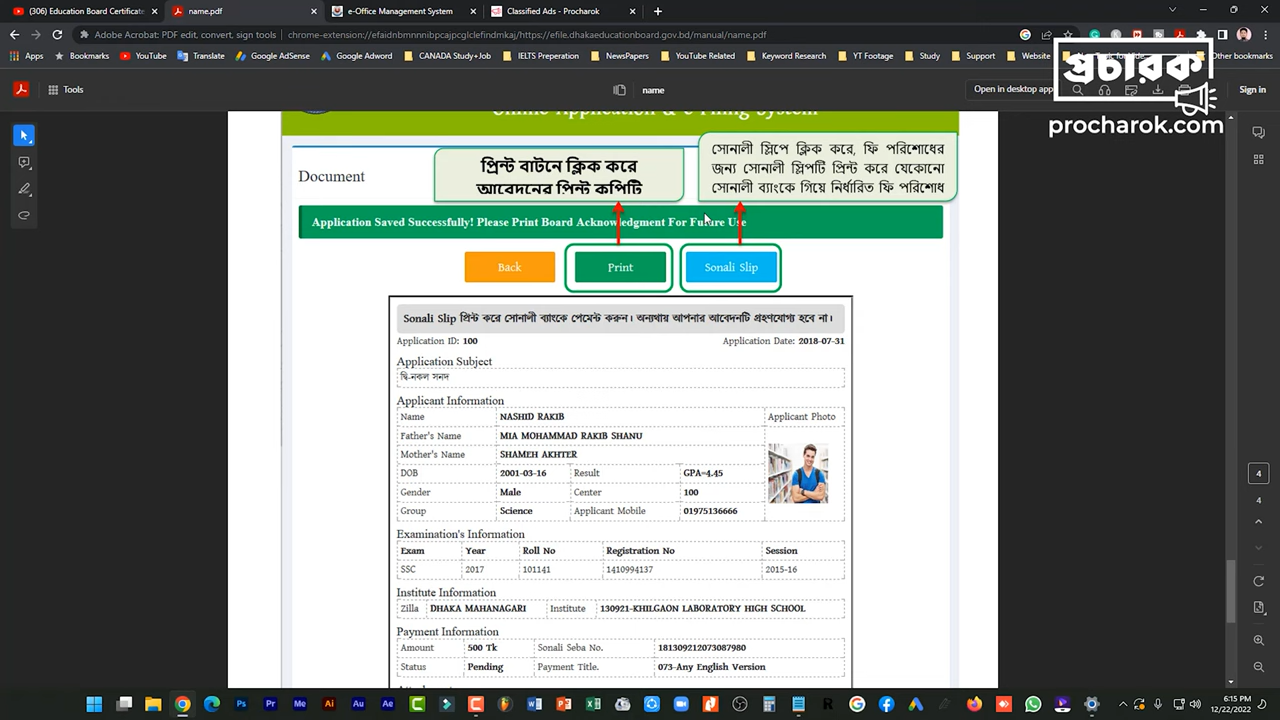 (306) Education Board Certificate
name.pdf
e-Office Management System
Classified Ads - Procharok
Adobe Acrobat: PDF edit, convert, sign tools
chrome-extension://efaidnbmnnnibpcajpcglclefindmkaj/https://efile.dhakaeducationboard.gov.bd/manual/name.pdf
Apps
Bookmarks
YouTube
Translate
Google AdSense
Google Adword
CANADA-Study
IELTS Preperation
NewsPapers
YouTube Related
Keyword Research
YT Footage
Study
Support
Website
Other bookmarks
Tools
name
Open in desktop app
Sign in
প্রচারক
procharok.com
Online Application & e-Filing System
Document
প্রিন্ট বাটনে ক্লিক করে
আবেদনের প্রিন্ট কপিটি
সোনালী স্লিপে ক্লিক করে, ফি পরিশোধের
জন্য সোনালী স্লিপটি প্রিন্ট করে যেকোনো
সোনালী ব্যাংকে গিয়ে নির্ধারিত ফি পরিশোধ
Application Saved Successfully! Please Print Board Acknowledgment For Future Use
Back
Print
Sonali Slip
Sonali Slip প্রিন্ট করে সোনালী ব্যাংকে পেমেন্ট করুন। অন্যথায় আপনার আবেদনটি গ্রহণযোগ্য হবে না।
Application ID: 100
Application Date: 2018-07-31
Application Subject
দ্বি-নকল সনদ
Applicant Information
Name NASHID RAKIB Applicant Photo
Father's Name MIA MOHAMMAD RAKIB SHANU
Mother's Name SHAMEH AKHTER
DOB 2001-03-16 Result GPA=4.45
Gender Male Center 100
Group Science Applicant Mobile 01975136666
Examination's Information
Exam Year Roll No Registration No Session
SSC 2017 101141 1410994137 2015-16
Institute Information
Zilla DHAKA MAHANAGARI Institute 130921-KHILGAON LABORATORY HIGH SCHOOL
Payment Information
Amount 500 Tk Sonali Seba No. 181309212073087980
Status Pending Payment Title. 073-Any English Version
4
4
6:15 PM
12/22/2022